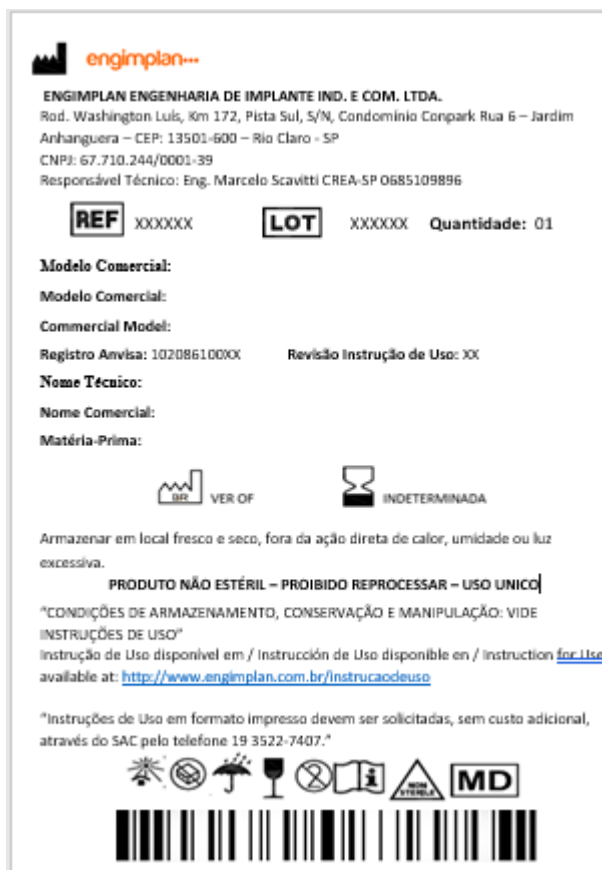 engimplan
ENGIMPLAN ENGENHARIA DE IMPLANTE IND. E COM. LTDA.
Rod. Washington Luís, Km 172, Pista Sul, S/N, Condomínio Conpark Rua 6 – Jardim
Anhanguera – CEP: 13501-600 – Rio Claro - SP
CNPJ: 67.710.244/0001-39
Responsável Técnico: Eng. Marcelo Scavitti CREA-SP 0685109896
REF XXXXXX LOT XXXXXX Quantidade: 01
Modelo Comercial:
Modelo Comercial:
Commercial Model:
Registro Anvisa: 102086100XX Revisão Instrução de Uso: XX
Nome Técnico:
Nome Comercial:
Matéria-Prima:
BR VER OF INDETERMINADA
Armazenar em local fresco e seco, fora da ação direta de calor, umidade ou luz
excessiva.
PRODUTO NÃO ESTÉRIL – PROIBIDO REPROCESSAR – USO UNICO
"CONDIÇÕES DE ARMAZENAMENTO, CONSERVAÇÃO E MANIPULAÇÃO: VIDE
INSTRUÇÕES DE USO"
Instrução de Uso disponível em / Instrucción de Uso disponible en / Instruction for Use
available at: http://www.engimplan.com.br/instrucaodeuso
"Instruções de Uso em formato impresso devem ser solicitadas, sem custo adicional,
através do SAC pelo telefone 19 3522-7407."
2 i NON STERILE MD